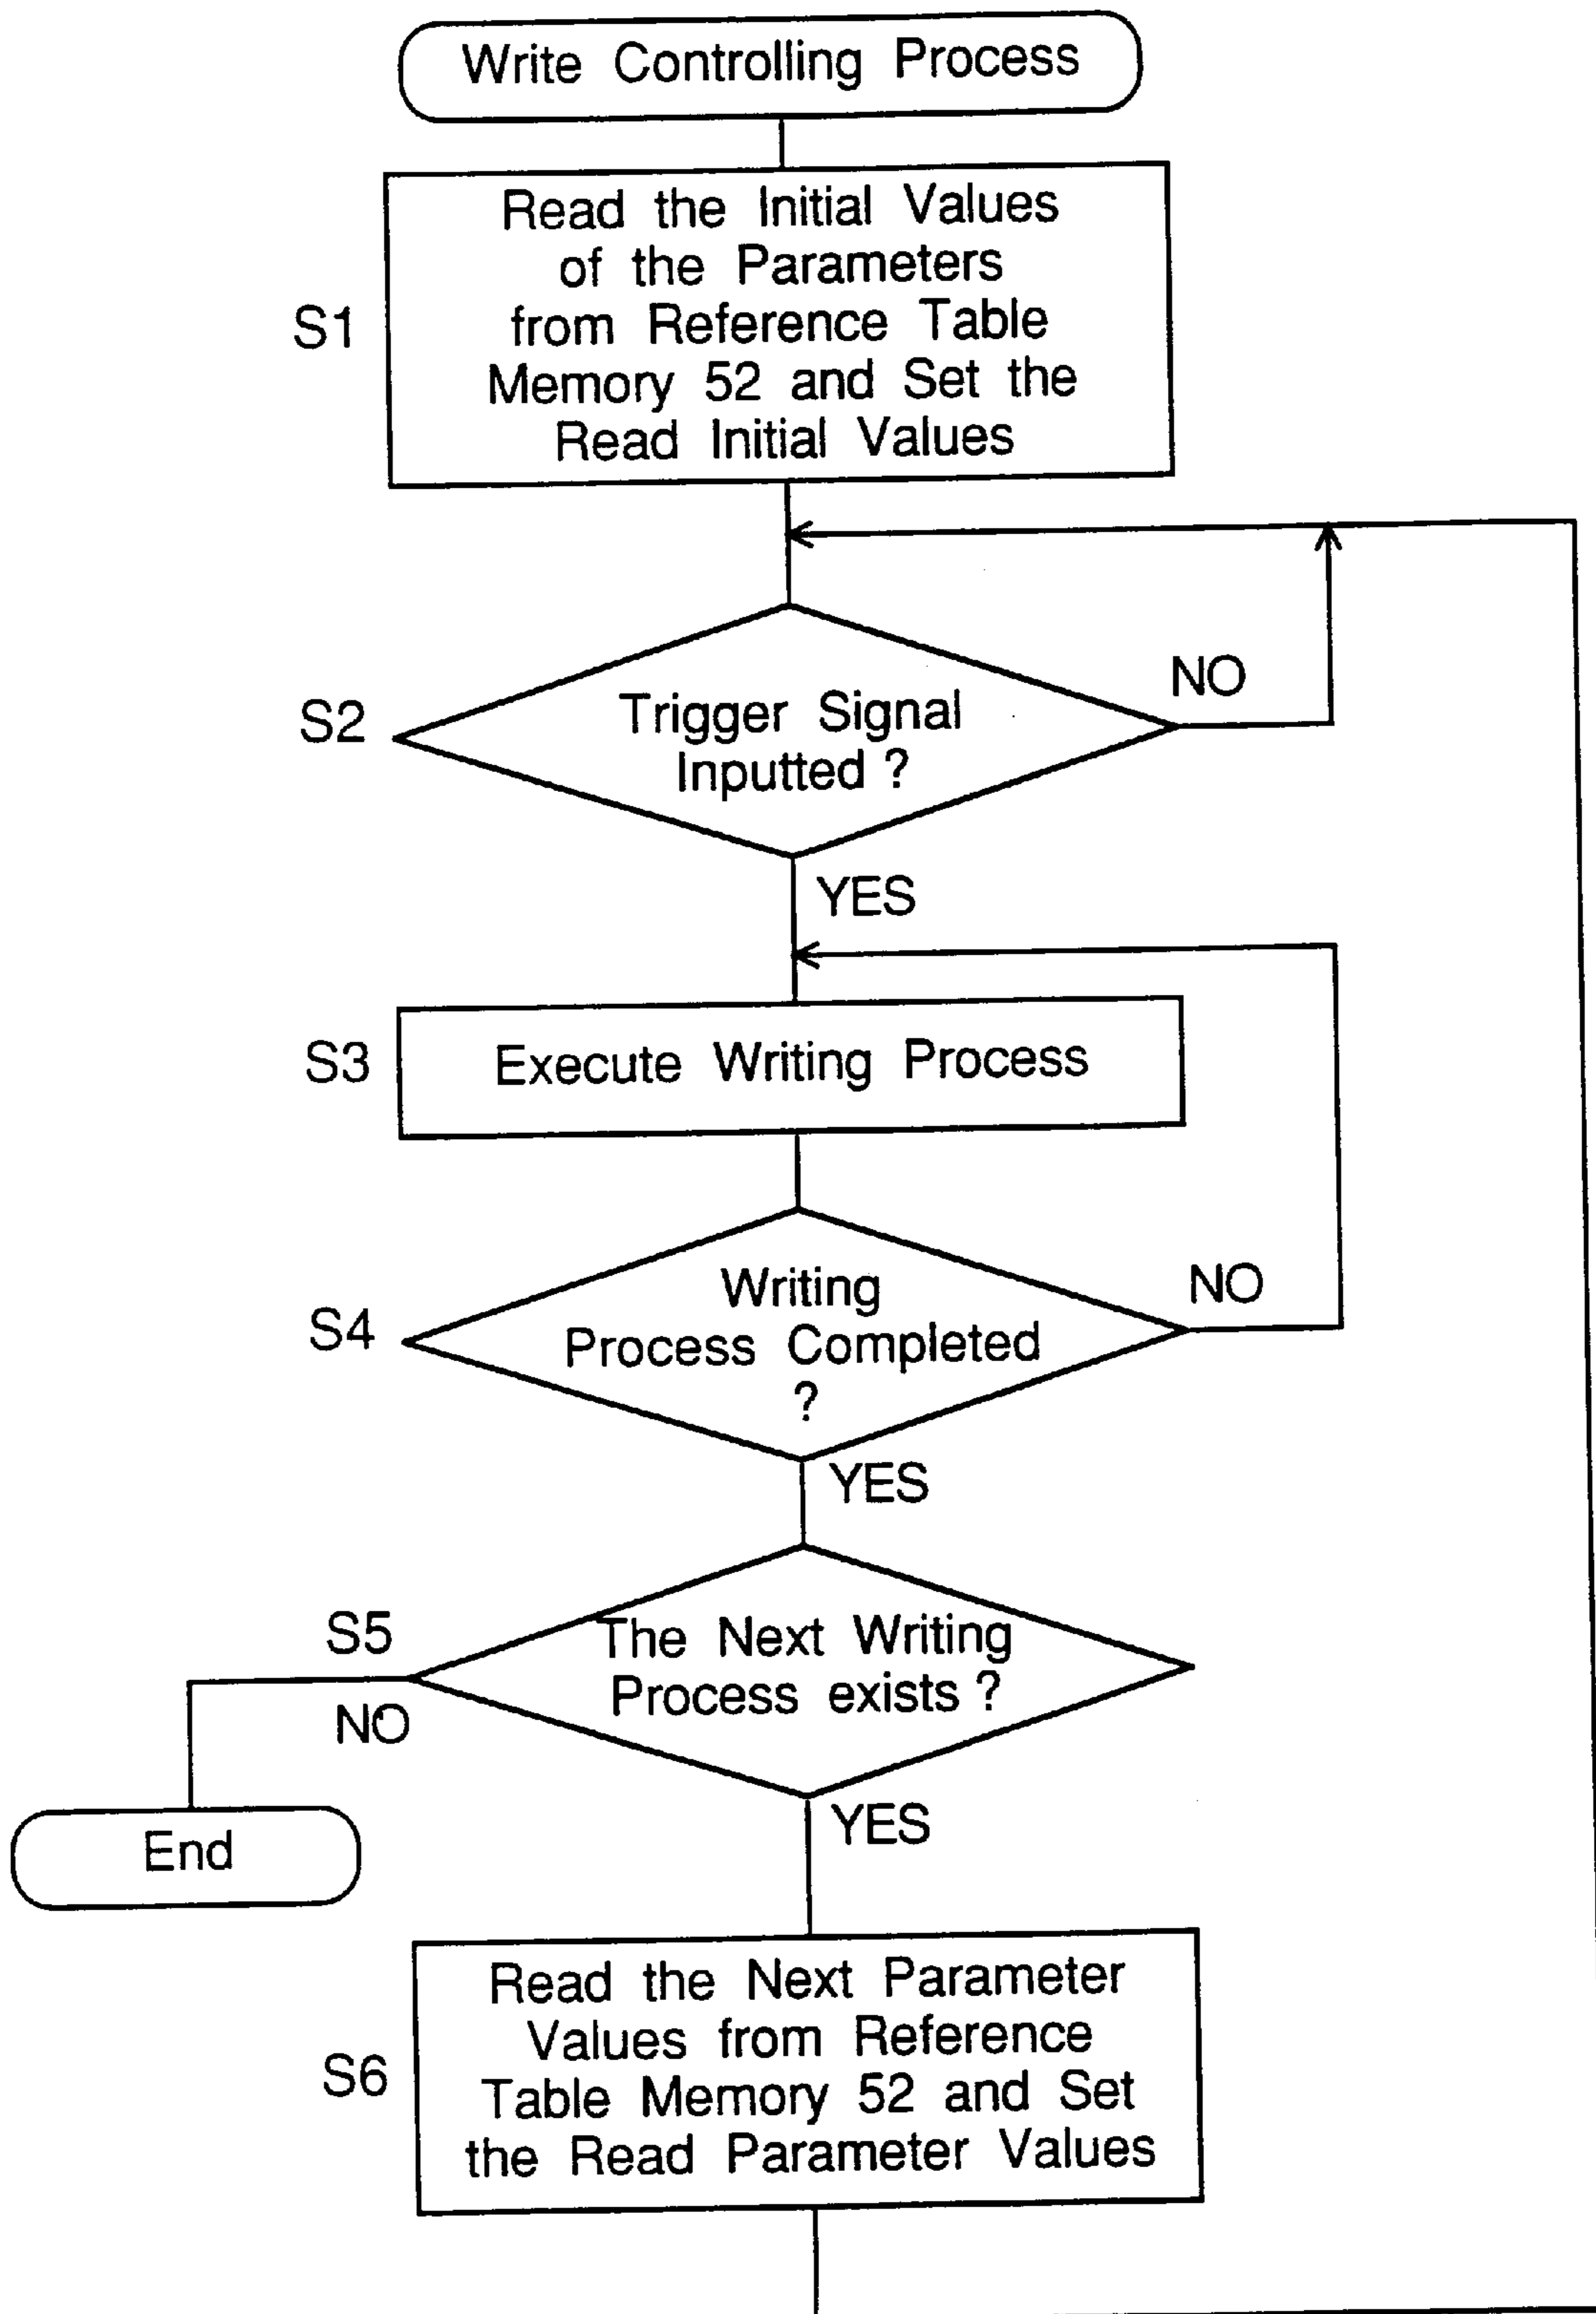 Write Controlling Process
Read the Initial Values
of the Parameters
from Reference Table
Memory 52 and Set the
Read Initial Values
S1
S2
Trigger Signal
Inputted ?
NO
YES
S3
Execute Writing Process
S4
Writing
Process Completed
?
NO
YES
S5
The Next Writing
Process exists ?
NO
End
YES
S6
Read the Next Parameter
Values from Reference
Table Memory 52 and Set
the Read Parameter Values